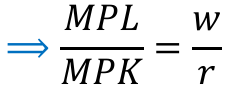 ⟹ MPL/MPK = w/r